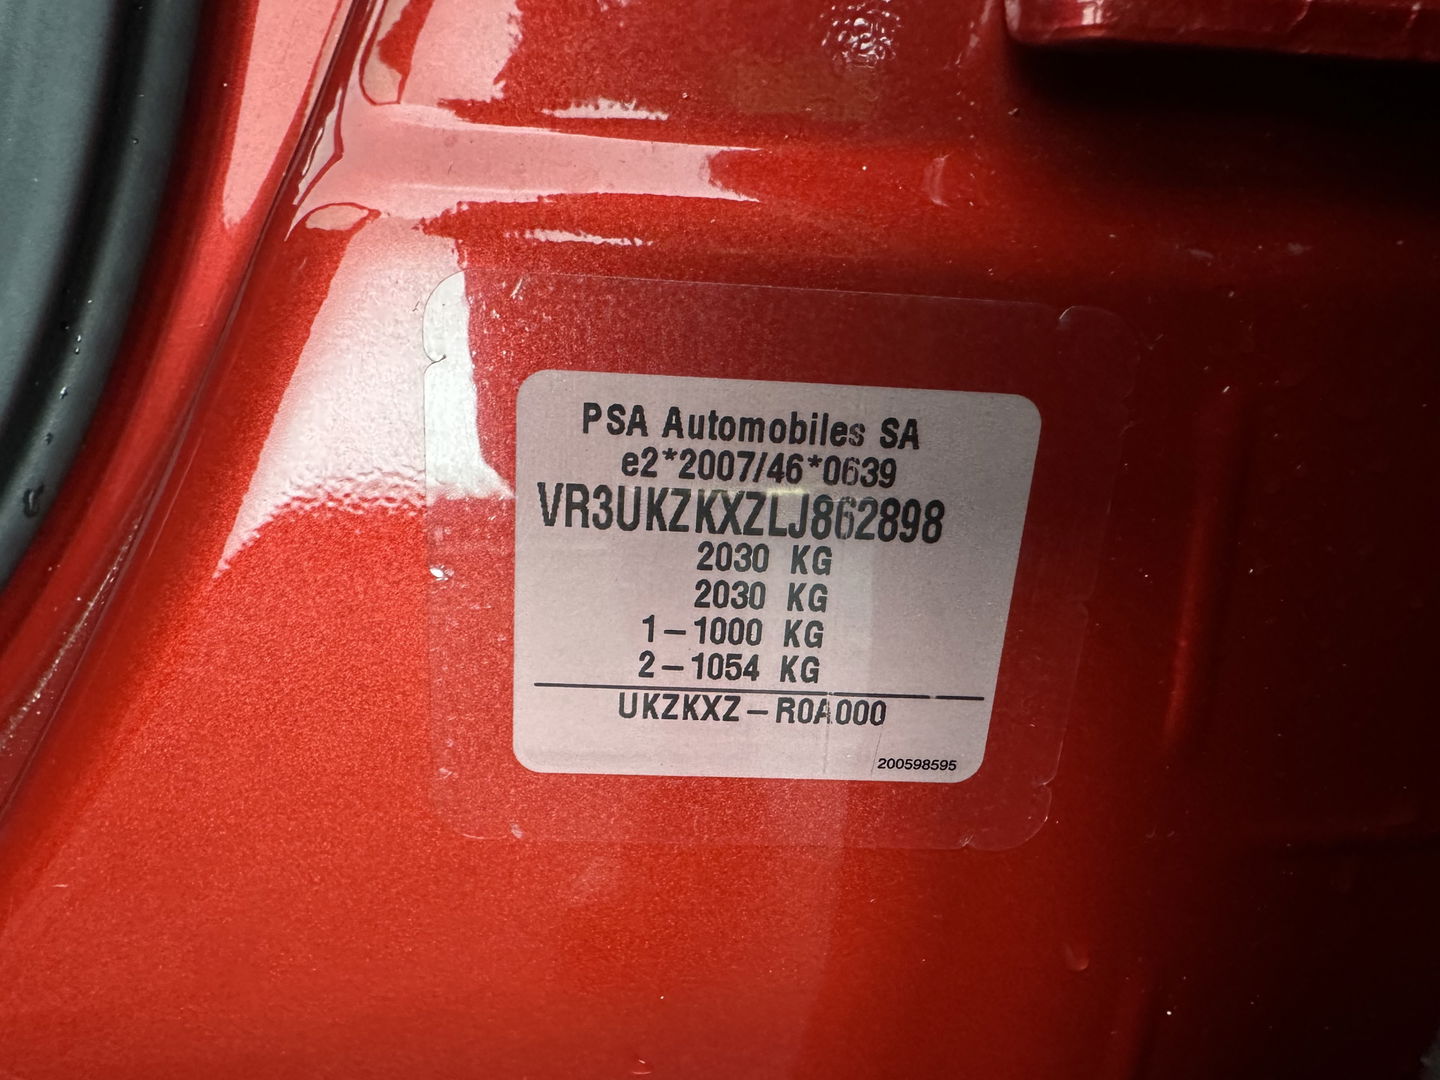 PSA Automobiles SA
e2*2007/46*0639
VR3UKZKXZLJ862898
2030 KG
2030 KG
1-1000 KG
2-1054 KG
UKZKXZ-R0A000
200598595